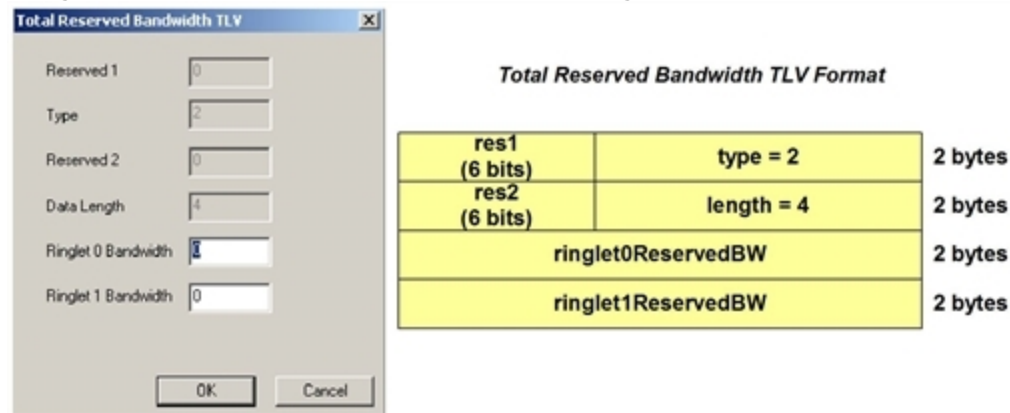 Total Reserved Bandwidth TLV
Reserved 1 0
Type 2
Reserved 2 0
Data Length 4
Ringlet 0 Bandwidth 0
Ringlet 1 Bandwidth 0
OK Cancel
Total Reserved Bandwidth TLV Format
res1
(6 bits)
type = 2
2 bytes
res2
(6 bits)
length = 4
2 bytes
ringlet0ReservedBW
2 bytes
ringlet1ReservedBW
2 bytes